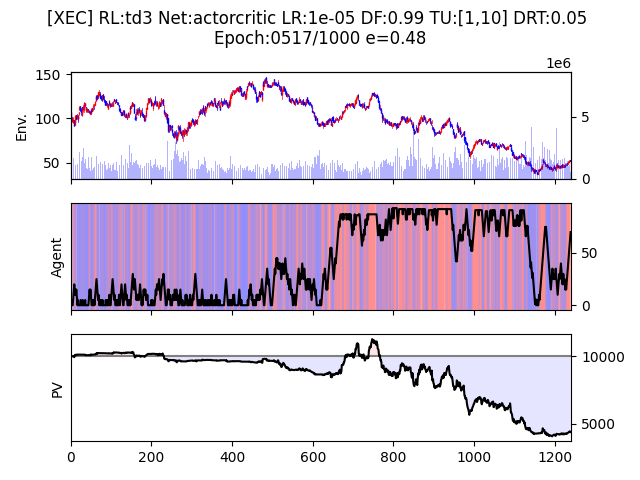 [XEC] RL:td3 Net:actorcritic LR:1e-05 DF:0.99 TU:[1,10] DRT:0.05
Epoch:0517/1000 e=0.48
1e6
150
100
50
Env.
5
0
Agent
50
0
PV
10000
5000
0 200 400 600 800 1000 1200